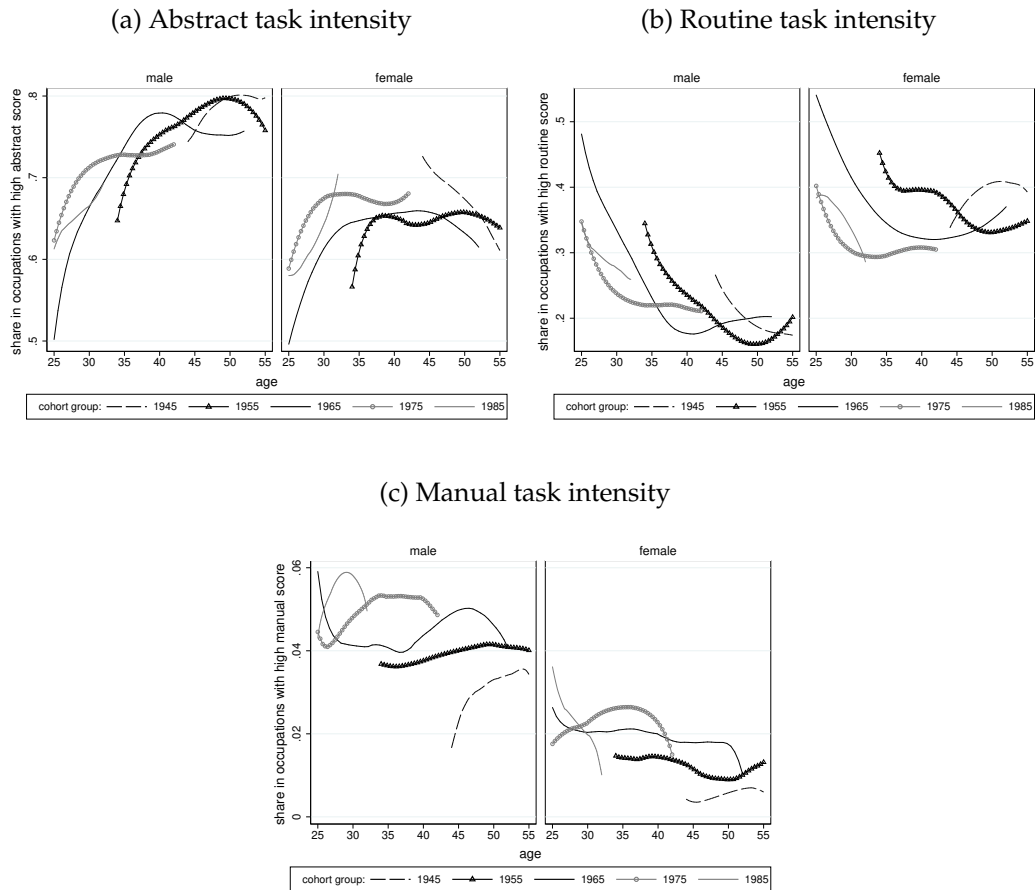 (a) Abstract task intensity
male
female
share in occupations with high abstract score
.5
.6
.7
.8
25 30 35 40 45 50 55 25 30 35 40 45 50 55
age
cohort group: 1945 1955 1965 1975 1985
(b) Routine task intensity
male
female
share in occupations with high routine score
.2
.3
.4
.5
25 30 35 40 45 50 55 25 30 35 40 45 50 55
age
cohort group: 1945 1955 1965 1975 1985
(c) Manual task intensity
male
female
share in occupations with high manual score
0
.02
.04
.06
25 30 35 40 45 50 55 25 30 35 40 45 50 55
age
cohort group: 1945 1955 1965 1975 1985